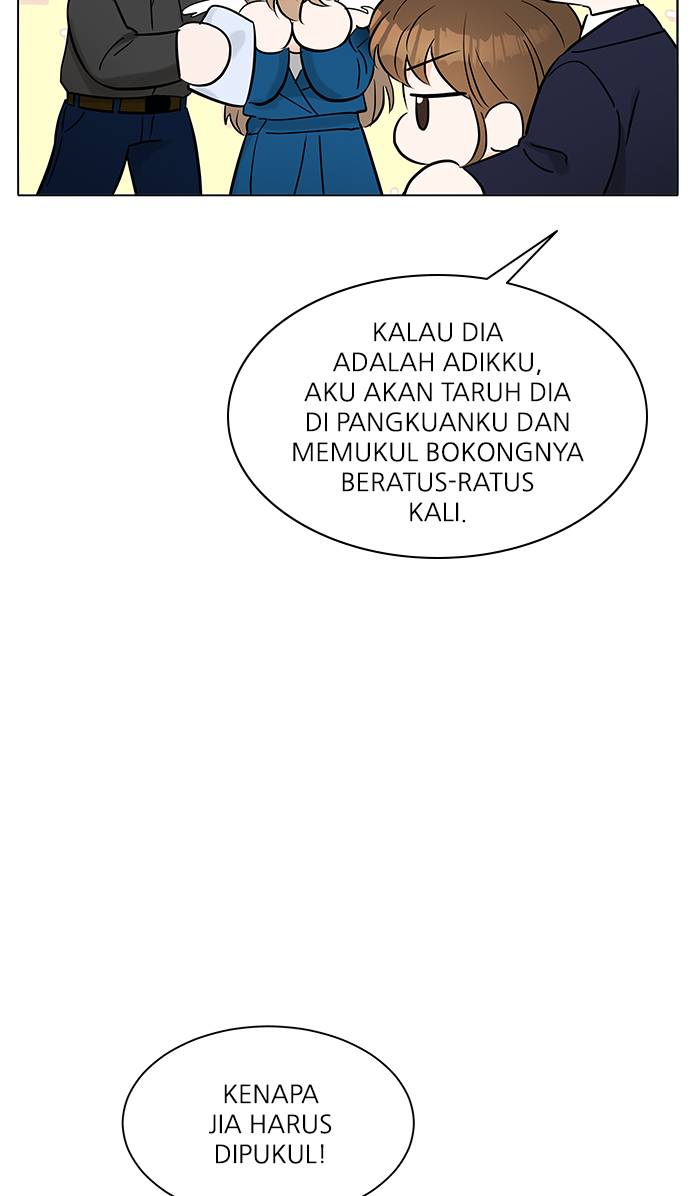 KALAU DIA
ADALAH ADIKKU,
AKU AKAN TARUH DIA
DI PANGKUANKU DAN
MEMUKUL BOKONGNYA
BERATUS-RATUS
KALI.
KENAPA
JIA HARUS
DIPUKUL!